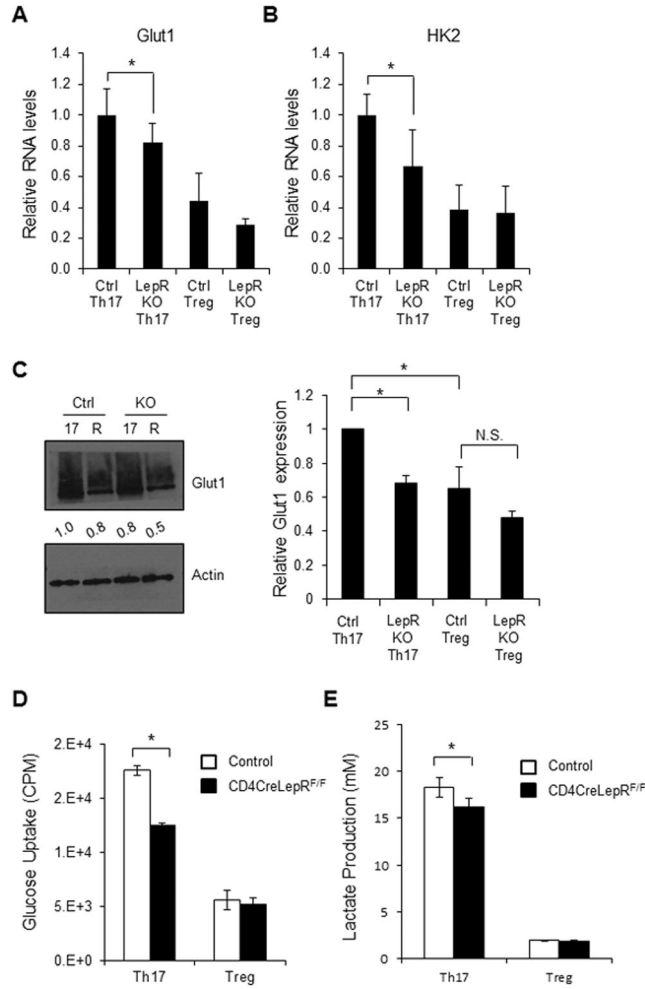 A
Glut1
Relative RNA levels
1.4
1.2
1.0
0.8
0.6
0.4
0.2
0.0
*
Ctrl
Th17
LepR
KO
Th17
Ctrl
Treg
LepR
KO
Treg
B
HK2
Relative RNA levels
1.4
1.2
1.0
0.8
0.6
0.4
0.2
0.0
*
Ctrl
Th17
LepR
KO
Th17
Ctrl
Treg
LepR
KO
Treg
C
Ctrl KO
17 R 17 R
Glut1
1.0 0.8 0.8 0.5
Actin
Relative Glut1 expression
1.2
1
0.8
0.6
0.4
0.2
0
*
*
N.S.
Ctrl
Th17
LepR
KO
Th17
Ctrl
Treg
LepR
KO
Treg
D
Glucose Uptake (CPM)
2.E+4
2.E+4
1.E+4
5.E+3
0.E+0
*
Control
CD4CreLepR^F/F
Th17 Treg
E
Lactate Production (mM)
25
20
15
10
5
0
*
Control
CD4CreLepR^F/F
Th17 Treg